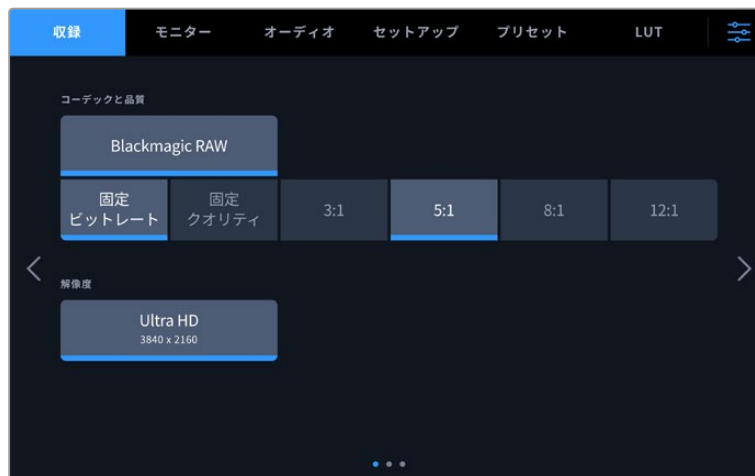 収録 モニター オーディオ セットアップ プリセット LUT
コーデックと品質
Blackmagic RAW
固定
ビットレート
固定
クオリティ
3:1 5:1 8:1 12:1
解像度
Ultra HD
3840 x 2160